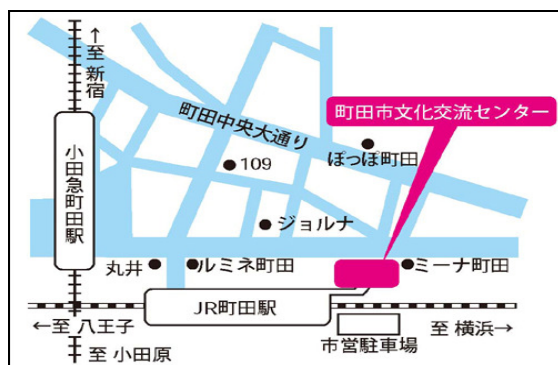 ←至 新宿
町田中央大通り
町田市文化交流センター
小田急町田駅
109
ぽっぽ町田
ジョルナ
丸井
ルミネ町田
ミーナ町田
JR町田駅
←至 八王子
市営駐車場
至 横浜→
至 小田原